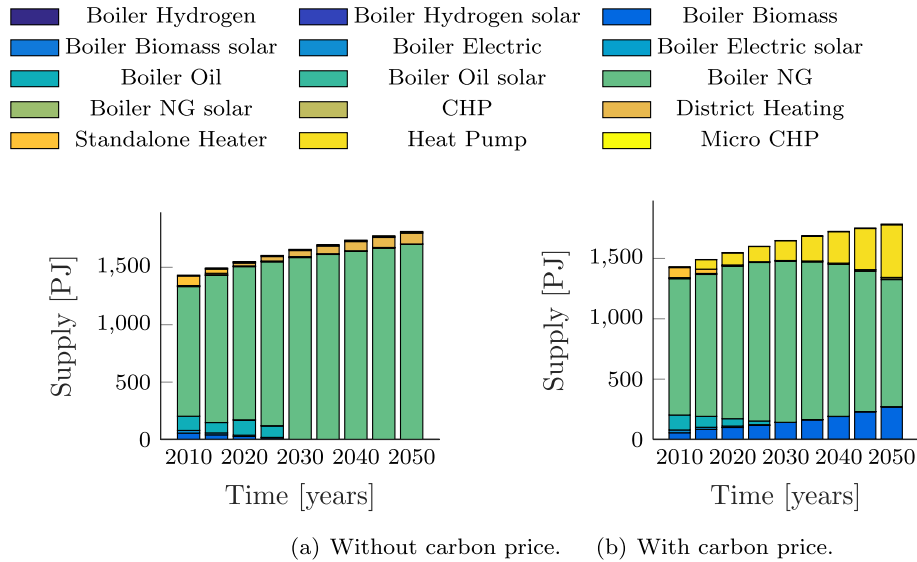 Boiler Hydrogen Boiler Hydrogen solar Boiler Biomass
Boiler Biomass solar Boiler Electric Boiler Electric solar
Boiler Oil Boiler Oil solar Boiler NG
Boiler NG solar CHP District Heating
Standalone Heater Heat Pump Micro CHP
Supply [PJ]
1,500
1,000
500
0
2010 2020 2030 2040 2050
Time [years]
(a) Without carbon price.
Supply [PJ]
1,500
1,000
500
0
2010 2020 2030 2040 2050
Time [years]
(b) With carbon price.